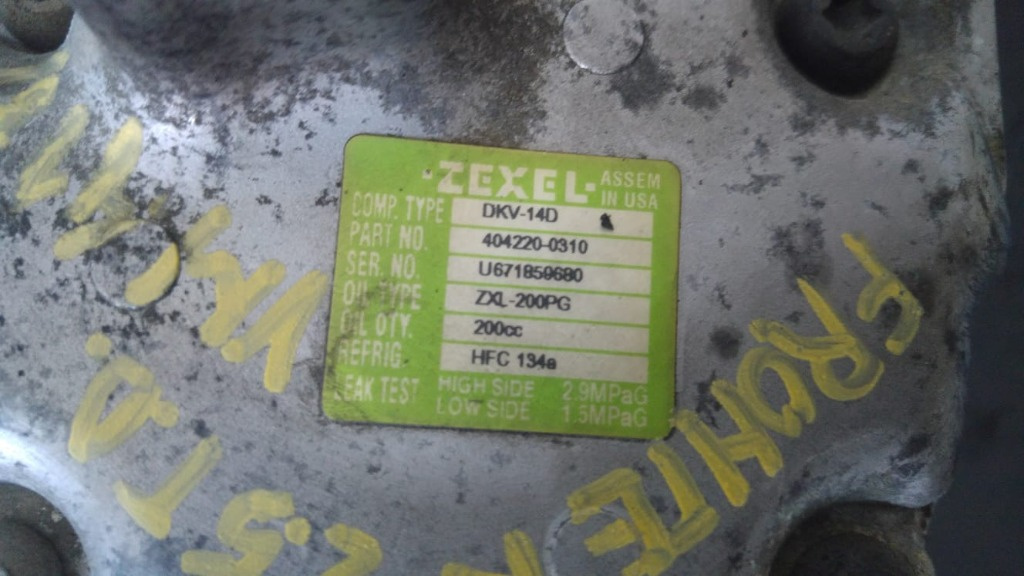 ZEXEL ASSEM
IN USA
COMP. TYPE DKV-14D
PART NO. 404220-0310
SER. NO. U671859680
OIL TYPE ZXL-200PG
OIL QTY. 200cc
REFRIG. HFC 134a
LEAK TEST HIGH SIDE 2.9MPaG
LOW SIDE 1.5MPaG
FRONTE